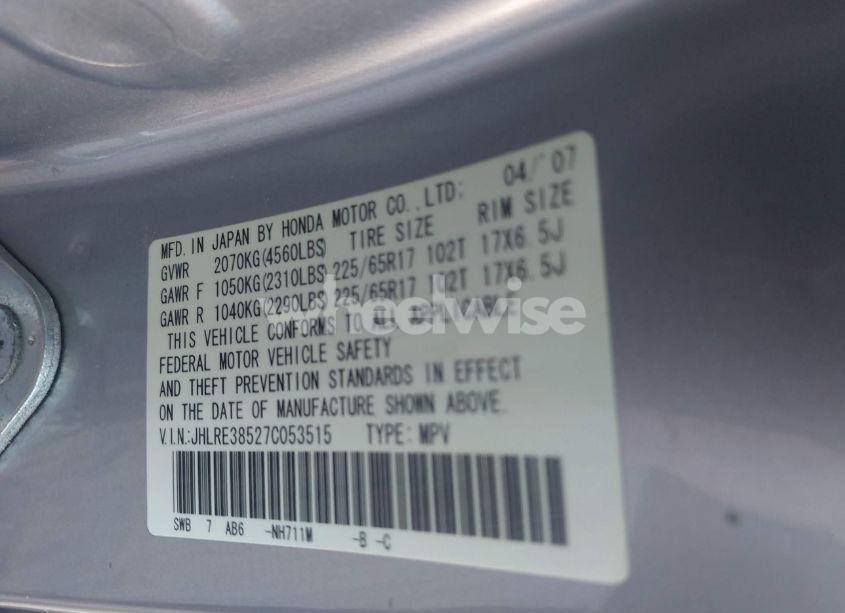 MFD. IN JAPAN BY HONDA MOTOR CO., LTD: 04/'07
GVWR 2070KG(4560LBS) TIRE SIZE RIM SIZE
GAWR F 1050KG(2310LBS) 225/65R17 102T 17X6.5J
GAWR R 1040KG(2290LBS) 225/65R17 102T 17X6.5J
THIS VEHICLE CONFORMS TO ALL APPLICABLE
FEDERAL MOTOR VEHICLE SAFETY
AND THEFT PREVENTION STANDARDS IN EFFECT
ON THE DATE OF MANUFACTURE SHOWN ABOVE.
V.I.N.:JHLRE38527C053515 TYPE: MPV
SWB 7 AB6 -NH711M -B -C
wheelwise